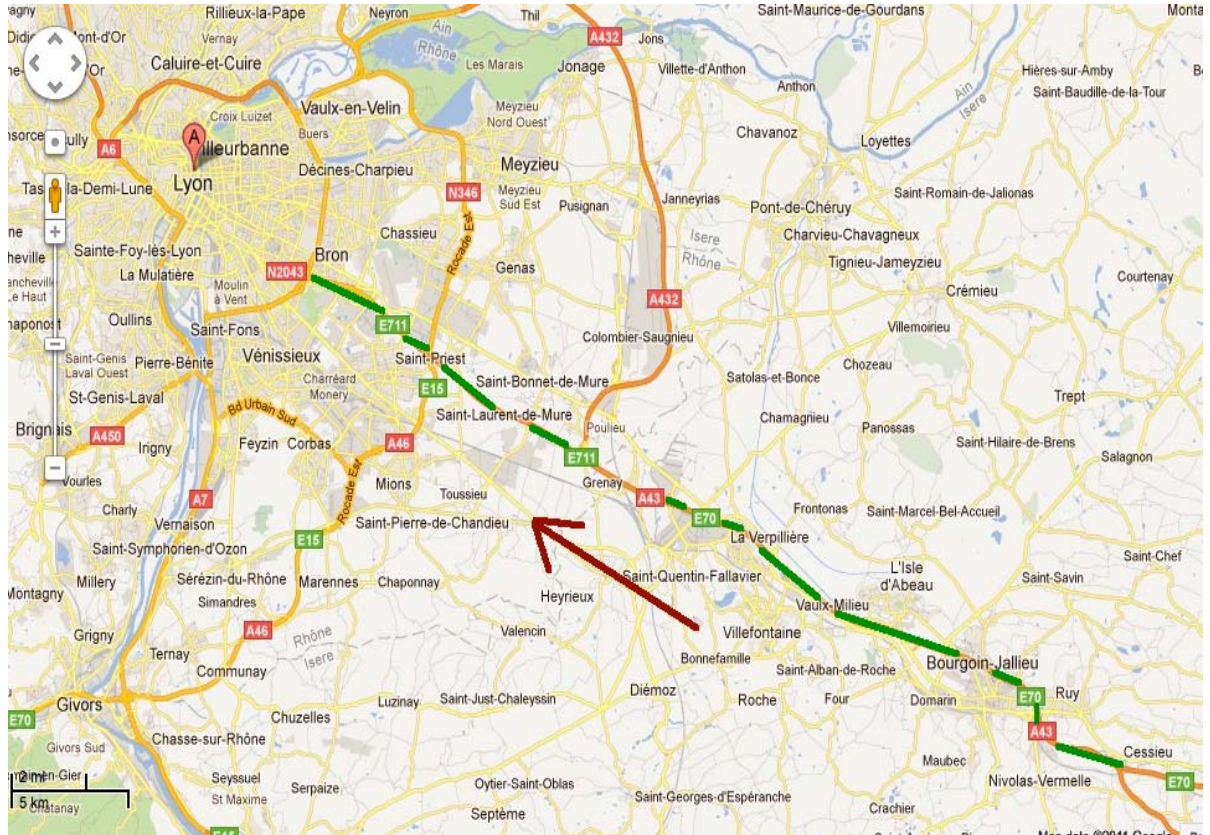 Rillieux-la-Pape
Neyron
Thil
Saint-Maurice-de-Gourdans
Vernay
Ain
Rhône
A432
Jons
Mont-d'Or
Caluire-et-Cuire
Les Marais
Jonage
Villette-d'Anthon
Hières-sur-Amby
Anthon
Ain
Isere
Saint-Baudille-de-la-Tour
Vaulx-en-Velin
Meyzieu
Nord Ouest
Croix Luizet
Buers
Chavanoz
Loyettes
A
A6
Décines-Charpieu
Meyzieu
Lyon
N346
Meyzieu
Sud Est
Pusignan
Janneyrias
Saint-Romain-de-Jalionas
Pont-de-Chéruy
Chassieu
Rocade Est
Isere
Rhône
Charvieu-Chavagneux
Sainte-Foy-lès-Lyon
Bron
La Mulatière
N2043
Genas
Tignieu-Jameyzieu
Courtenay
Moulin
à Vent
A432
Crémieu
Oullins
Saint-Fons
E711
Colombier-Saugnieu
Villemoirieu
Saint-Genis
Laval Ouest
Pierre-Bénite
Vénissieux
Saint-Priest
Chozeau
Charréard
Monery
E15
Saint-Bonnet-de-Mure
Satolas-et-Bonce
St-Genis-Laval
Trept
Bd Urbain Sud
Saint-Laurent-de-Mure
Chamagnieu
Brignais
A450
Irigny
Feyzin
Corbas
A46
Poulieu
Panossas
Saint-Hilaire-de-Brens
E711
Salagnon
Vourles
Mions
Grenay
Charly
A7
Rocade Est
Toussieu
A43
Vernaison
Saint-Pierre-de-Chandieu
E70
Frontonas
Saint-Marcel-Bel-Accueil
E15
La Verpillière
Saint-Symphorien-d'Ozon
Saint-Chef
L'Isle
d'Abeau
Millery
Sérézin-du-Rhône
Marennes
Chaponnay
Saint-Quentin-Fallavier
Saint-Savin
Montagny
Simandres
Heyrieux
Vaulx-Milieu
Grigny
A46
Rhône
Isere
Valencin
Villefontaine
Ternay
Bonnefamille
Saint-Alban-de-Roche
Bourgoin-Jallieu
Communay
Givors
Luzinay
Saint-Just-Chaleyssin
Diémoz
Roche
Four
Domarin
E70
Ruy
E70
Chuzelles
A43
Givors Sud
Chasse-sur-Rhône
Cessieu
Maubec
2 mi
Seyssuel
Serpaize
Oytier-Saint-Oblas
Nivolas-Vermelle
E70
5 km
St Maxime
Saint-Georges-d'Espéranche
Septème
Crachier